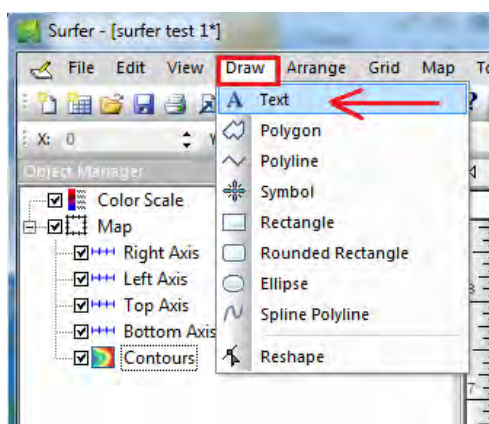 Surfer - [surfer test 1*]
File Edit View Draw Arrange Grid Map
X: 0
Object Manager
Color Scale
Map
Right Axis
Left Axis
Top Axis
Bottom Axis
Contours
A Text
Polygon
Polyline
Symbol
Rectangle
Rounded Rectangle
Ellipse
Spline Polyline
Reshape